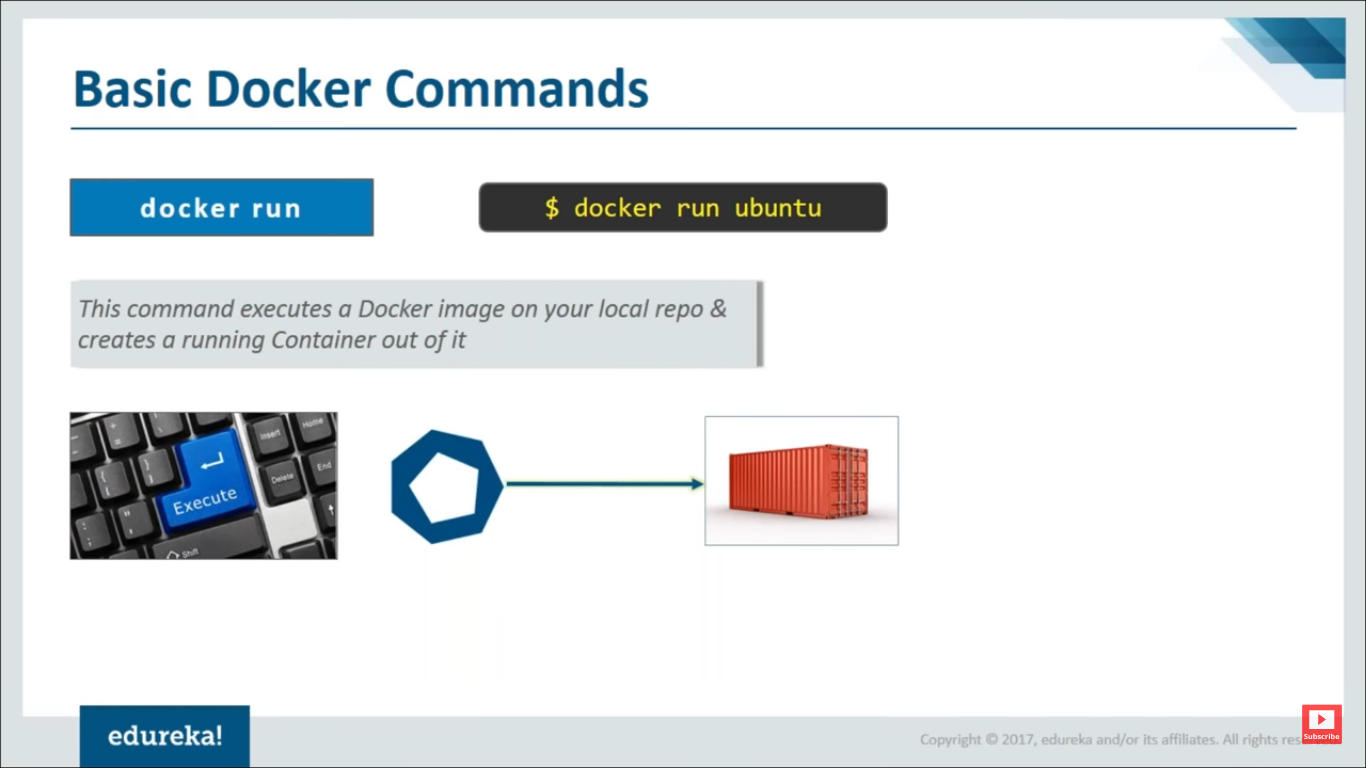 Basic Docker Commands
docker run
$ docker run ubuntu
This command executes a Docker image on your local repo &
creates a running Container out of it
Insert
Home
Delete
End
Execute
Shift
edureka!
Copyright © 2017, edureka and/or its affiliates. All rights
Subscribe